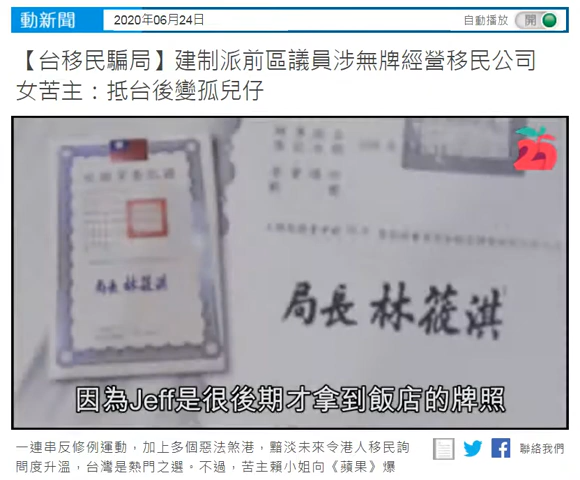 動新聞
2020年06月24日
自動播放 開
【台移民騙局】建制派前區議員涉無牌經營移民公司
女苦主：抵台後變孤兒仔
25
局長 林筱淇
局長 林筱淇
因為Jeff是很後期才拿到飯店的牌照
一連串反修例運動，加上多個惡法煞港，黯淡未來令港人移民詢
問度升溫，台灣是熱門之選。不過，苦主賴小姐向《蘋果》爆
聯絡我們